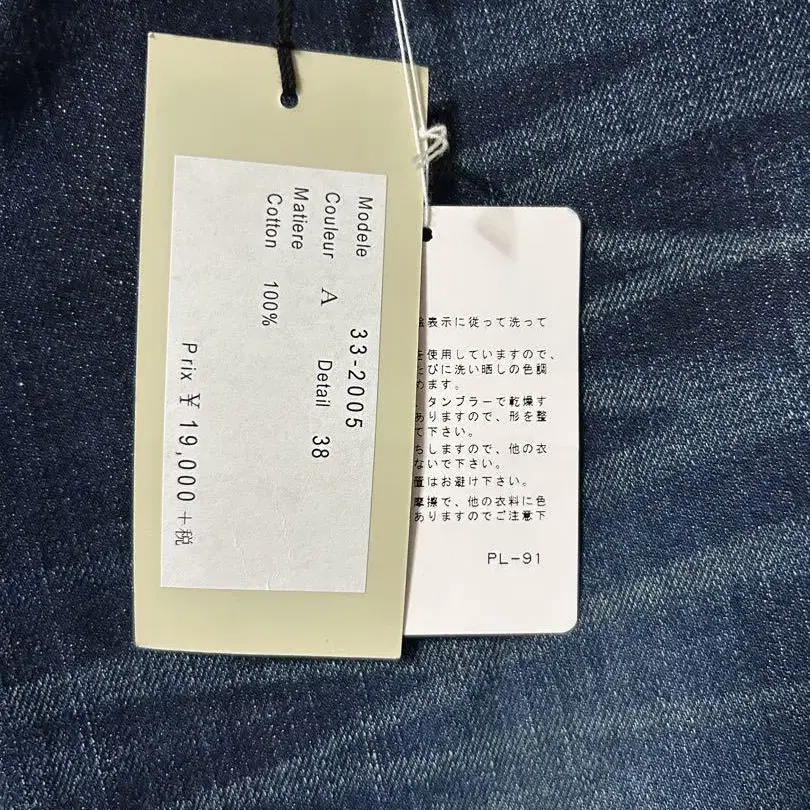 Modele 33-2005
Couleur A Detail 38
Matiere
Cotton 100%
Prix ¥ 19,000+税
表示に従って洗って
を使用していますので、
たびに洗い晒しの色調
めます。
タンブラーで乾燥す
ありますので、形を整
て下さい。
ちしますので、他の衣
ないで下さい。
置はお避け下さい。
摩擦で、他の衣料に色
ありますのでご注意下
PL-91